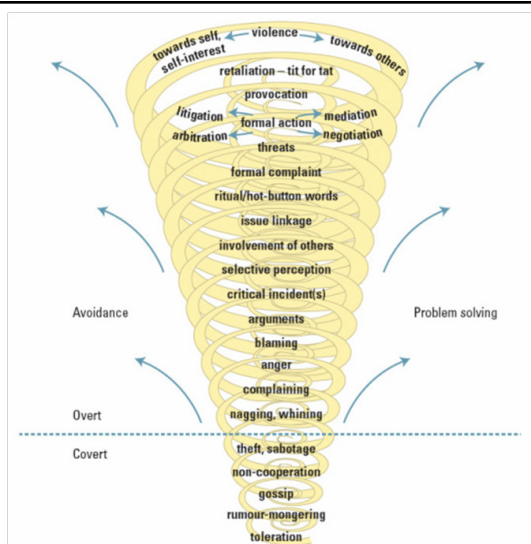 violence
towards self,
self-interest
towards others
retaliation – tit for tat
provocation
litigation
mediation
formal action
arbitration
negotiation
threats
formal complaint
ritual/hot-button words
issue linkage
involvement of others
selective perception
critical incident(s)
Avoidance
Problem solving
arguments
blaming
anger
complaining
Overt
nagging, whining
Covert
theft, sabotage
non-cooperation
gossip
rumour-mongering
toleration